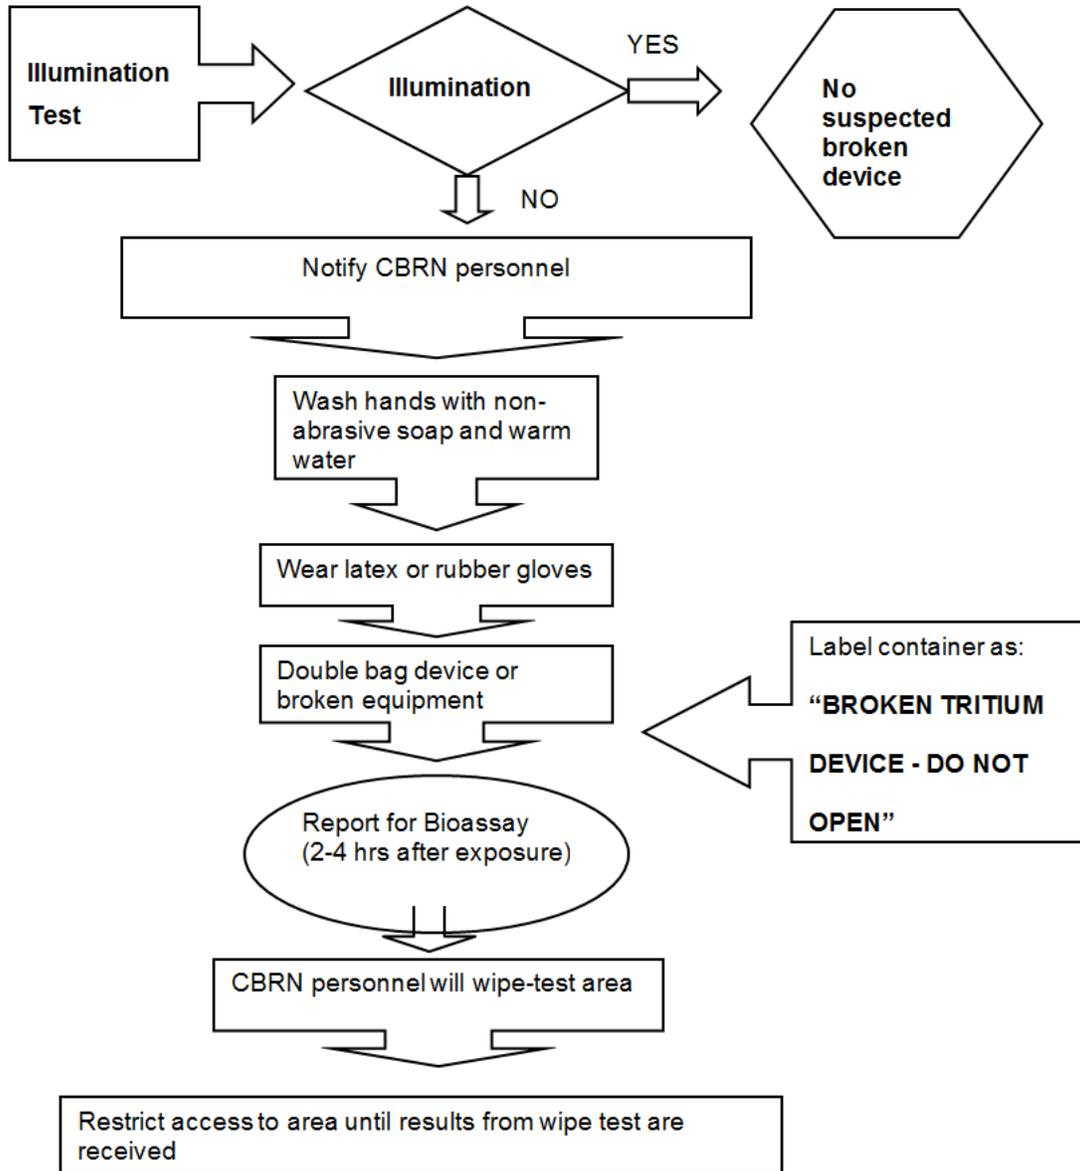 Illumination
Test
Illumination
YES
No
suspected
broken
device
NO
Notify CBRN personnel
Wash hands with non-
abrasive soap and warm
water
Wear latex or rubber gloves
Double bag device or
broken equipment
Label container as:
“BROKEN TRITIUM
DEVICE - DO NOT
OPEN”
Report for Bioassay
(2-4 hrs after exposure)
CBRN personnel will wipe-test area
Restrict access to area until results from wipe test are
received